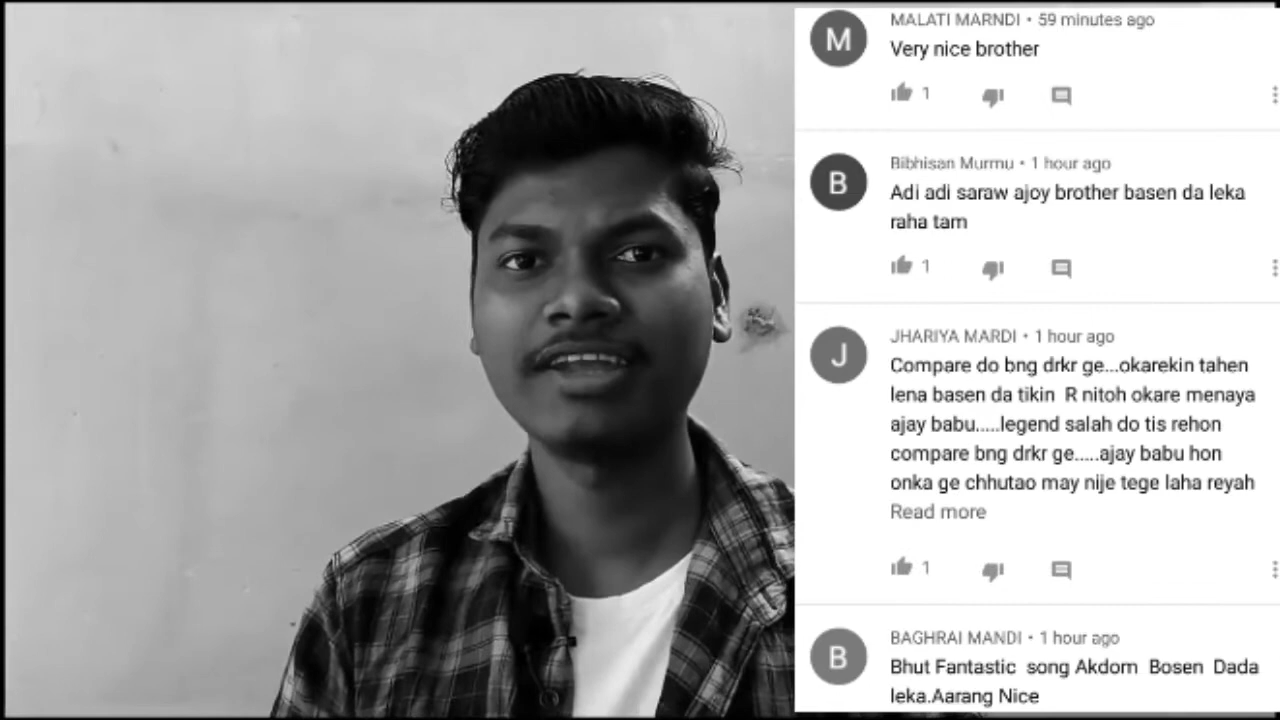 M
MALATI MARNDI • 59 minutes ago
Very nice brother
1
B
Bibhisan Murmu • 1 hour ago
Adi adi saraw ajoy brother basen da leka
raha tam
1
J
JHARIYA MARDI • 1 hour ago
Compare do bng drkr ge...okarekin tahen
lena basen da tikin R nitoh okare menaya
ajay babu.....legend salah do tis rehon
compare bng drkr ge.....ajay babu hon
onka ge chhutao may nije tege laha reyah
Read more
1
B
BAGHRAI MANDI • 1 hour ago
Bhut Fantastic song Akdom Bosen Dada
leka.Aarang Nice